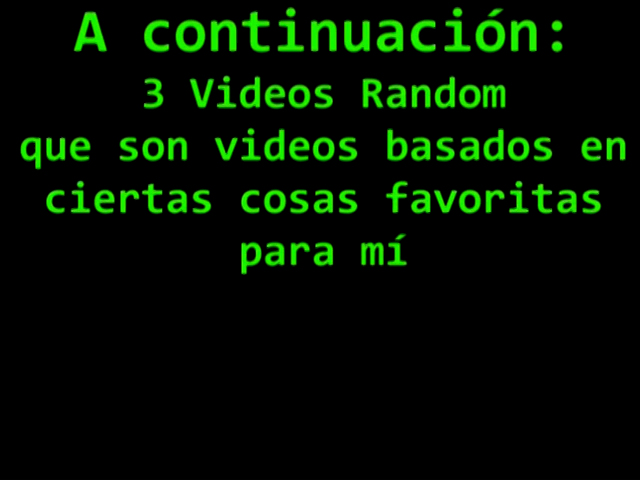 A continuación:
3 Videos Random
que son videos basados en
ciertas cosas favoritas
para mí